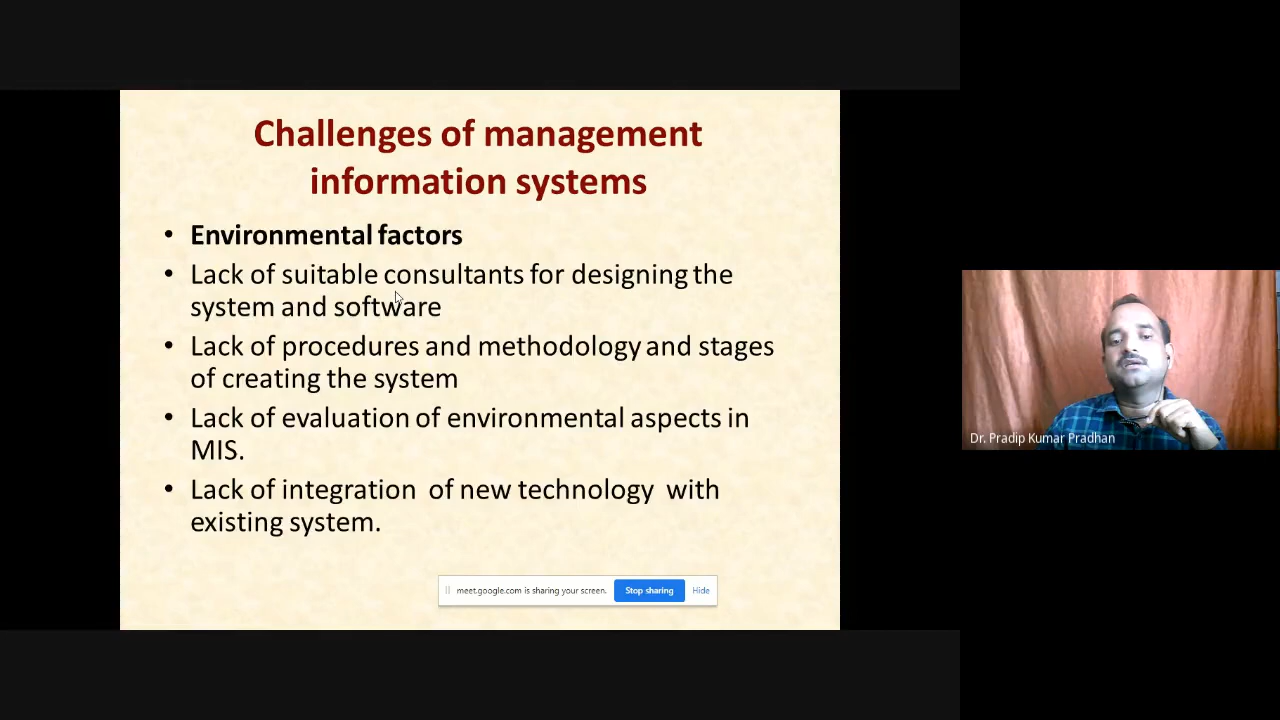 Challenges of management
information systems
• Environmental factors
• Lack of suitable consultants for designing the
system and software
• Lack of procedures and methodology and stages
of creating the system
• Lack of evaluation of environmental aspects in
MIS.
• Lack of integration of new technology with
existing system.
meet.google.com is sharing your screen. Stop sharing Hide
Dr. Pradip Kumar Pradhan